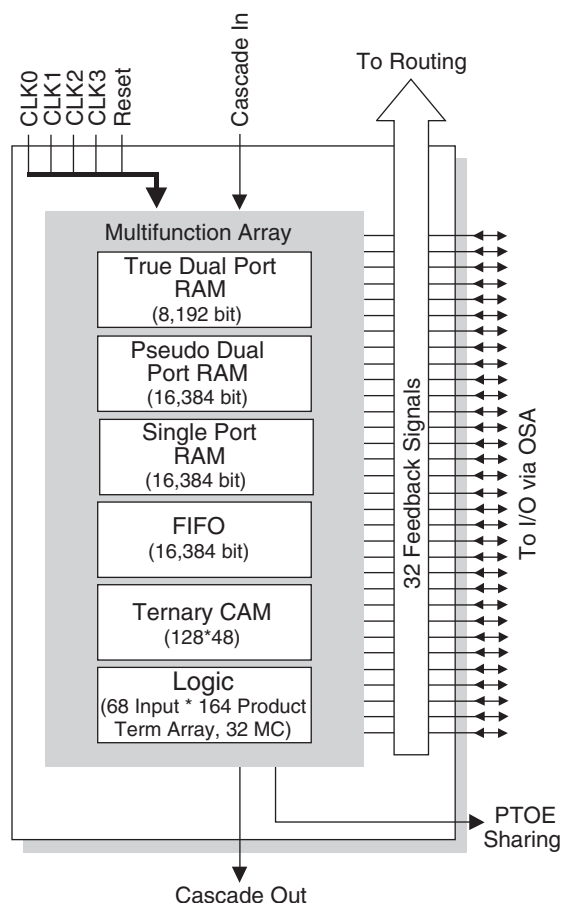 CLK0
CLK1
CLK2
CLK3
Reset
Cascade In
To Routing
Multifunction Array
True Dual Port
RAM
(8,192 bit)
Pseudo Dual
Port RAM
(16,384 bit)
Single Port
RAM
(16,384 bit)
FIFO
(16,384 bit)
Ternary CAM
(128*48)
Logic
(68 Input * 164 Product
Term Array, 32 MC)
32 Feedback Signals
To I/O via OSA
PTOE
Sharing
Cascade Out